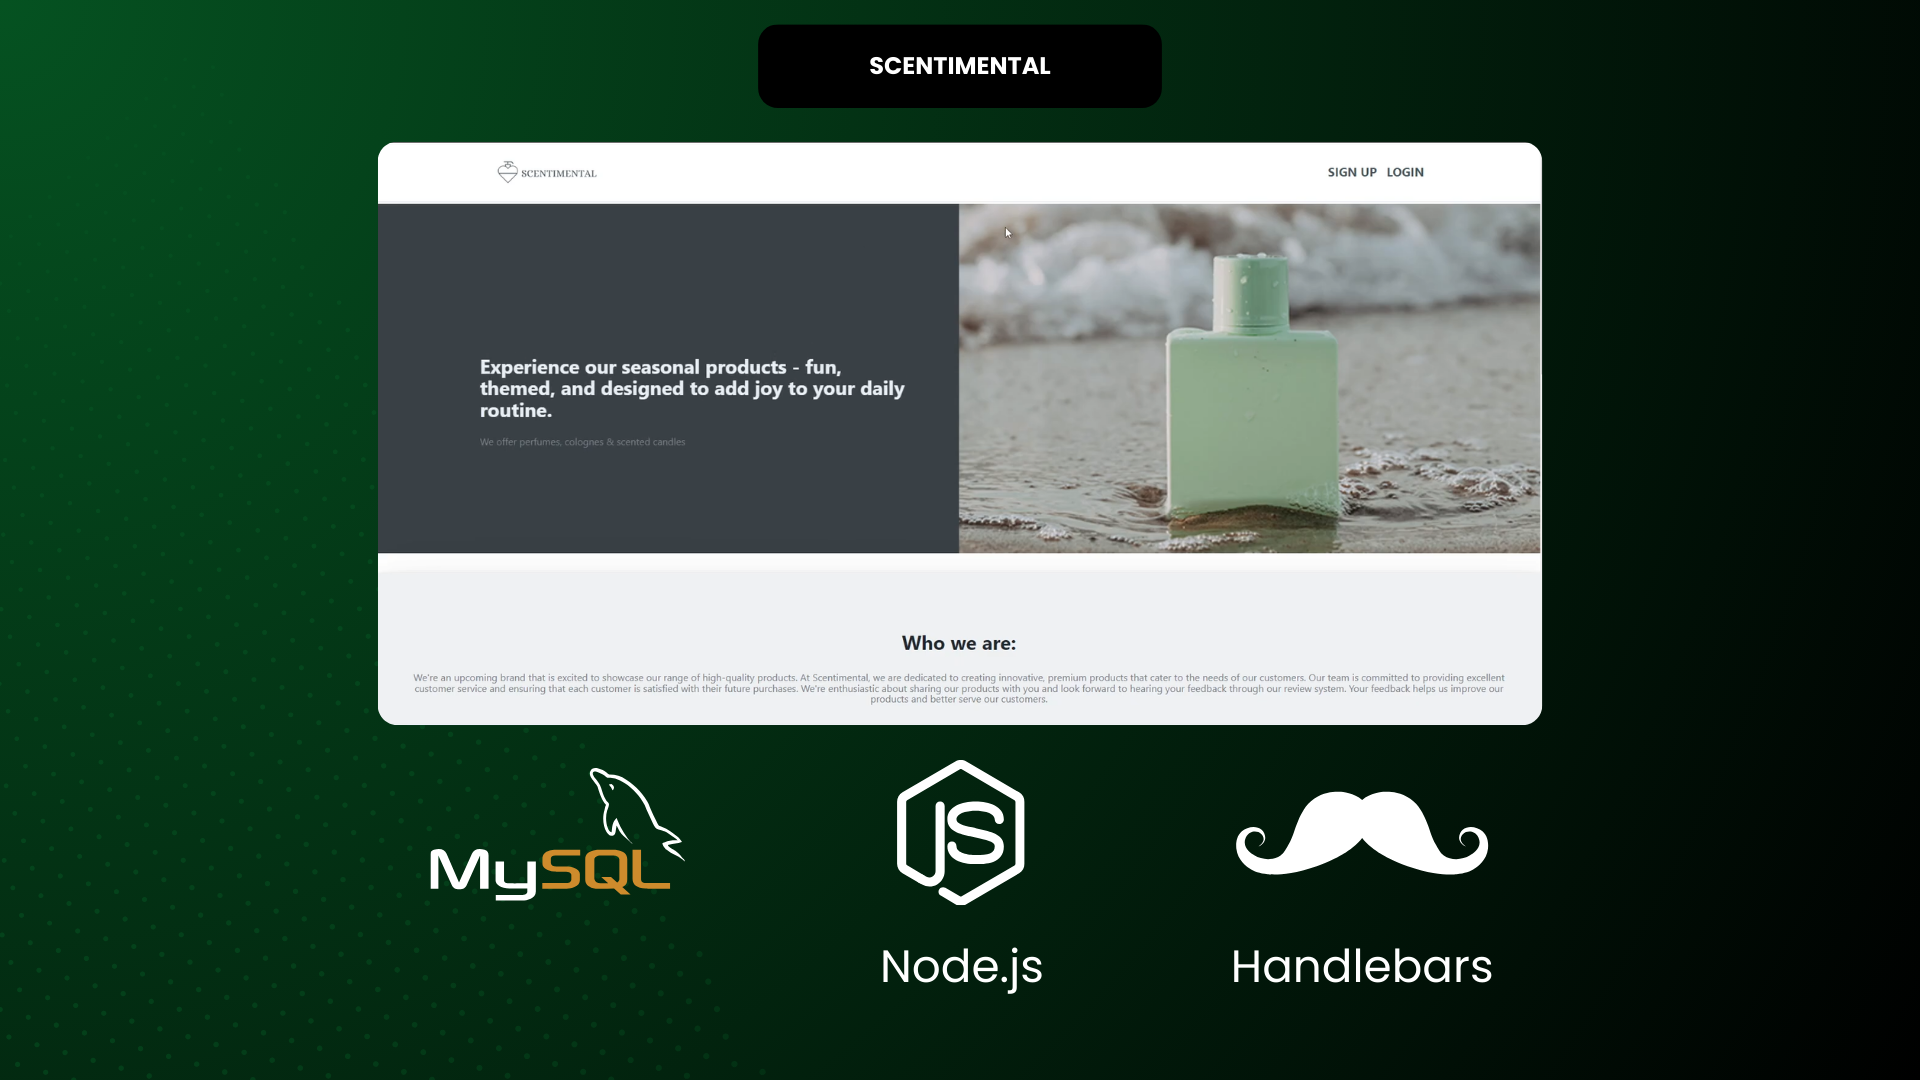 SCENTIMENTAL
SCENTIMENTAL
SIGN UP LOGIN
Experience our seasonal products - fun,
themed, and designed to add joy to your daily
routine.
We offer perfumes, colognes & scented candles
Who we are:
We're an upcoming brand that is excited to showcase our range of high-quality products. At Scentimental, we are dedicated to creating innovative, premium products that cater to the needs of our customers. Our team is committed to providing excellent
customer service and ensuring that each customer is satisfied with their future purchases. We're enthusiastic about sharing our products with you and look forward to hearing your feedback through our review system. Your feedback helps us improve our
products and better serve our customers.
MySQL
JS
Node.js
Handlebars